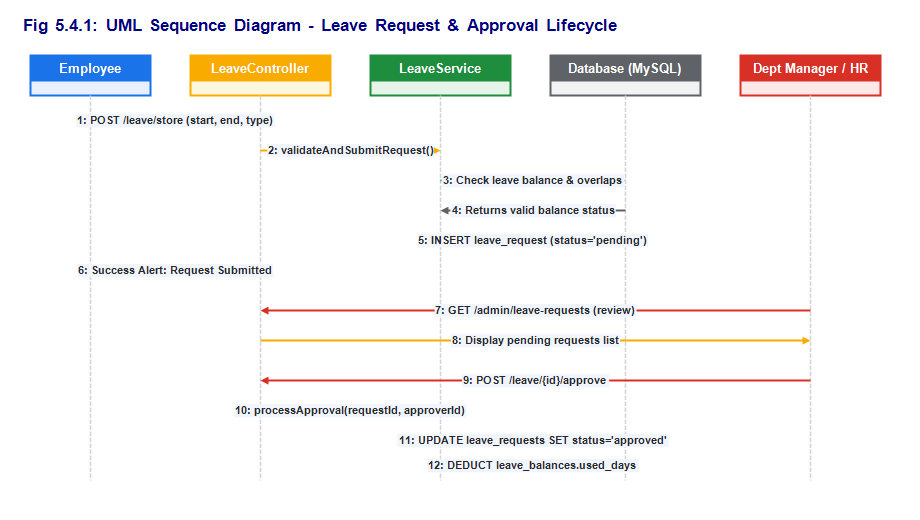 Fig 5.4.1: UML Sequence Diagram - Leave Request & Approval Lifecycle
Employee
LeaveController
LeaveService
Database (MySQL)
Dept Manager / HR
1: POST /leave/store (start, end, type)
2: validateAndSubmitRequest()
3: Check leave balance & overlaps
4: Returns valid balance status
5: INSERT leave_request (status='pending')
6: Success Alert: Request Submitted
7: GET /admin/leave-requests (review)
8: Display pending requests list
9: POST /leave/{id}/approve
10: processApproval(requestId, approverId)
11: UPDATE leave_requests SET status='approved'
12: DEDUCT leave_balances.used_days